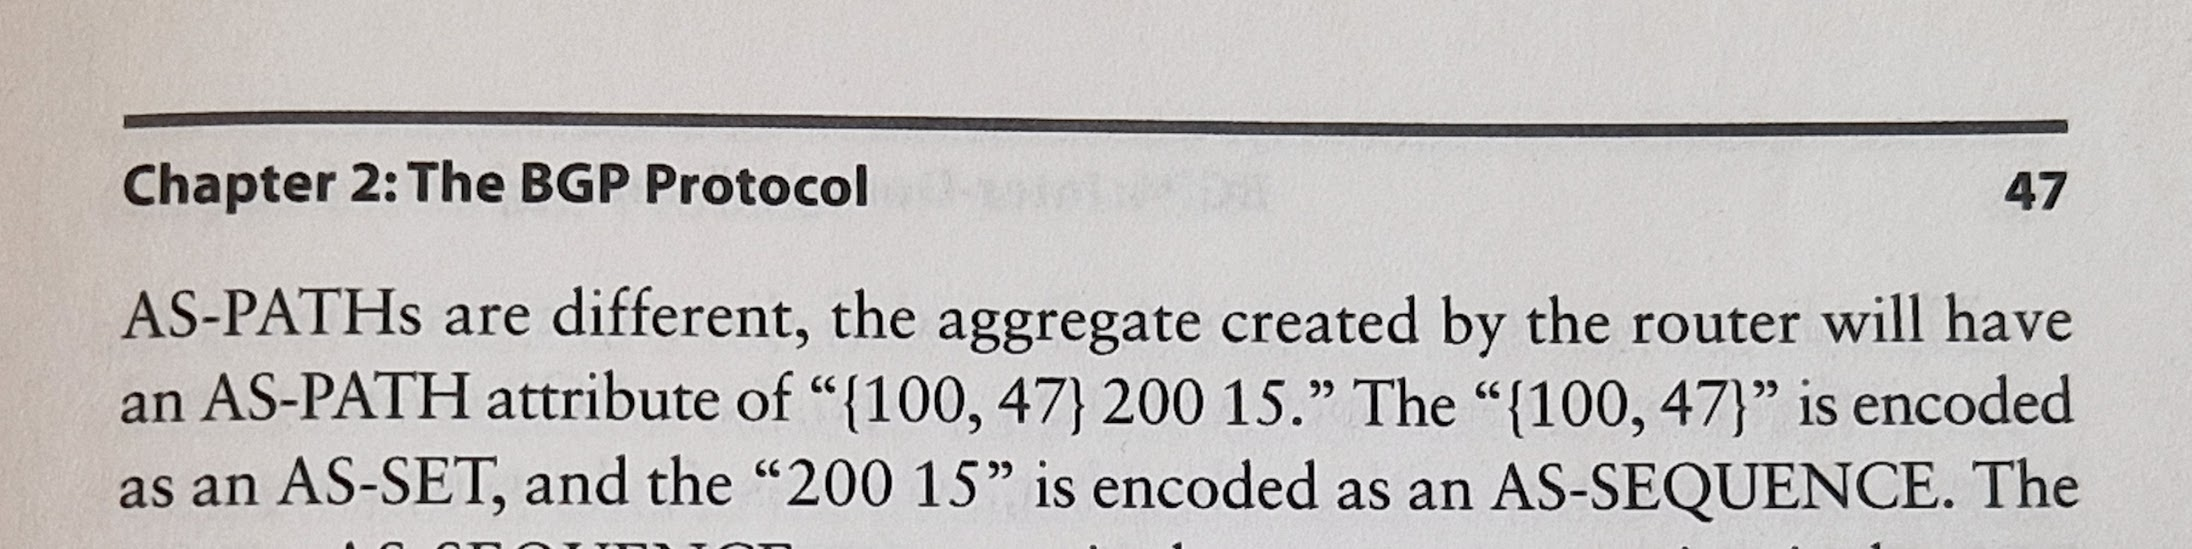 Chapter 2: The BGP Protocol 47
AS-PATHs are different, the aggregate created by the router will have
an AS-PATH attribute of “{100, 47} 200 15.” The “{100, 47}” is encoded
as an AS-SET, and the “200 15” is encoded as an AS-SEQUENCE. The
AS-SEQUENCE